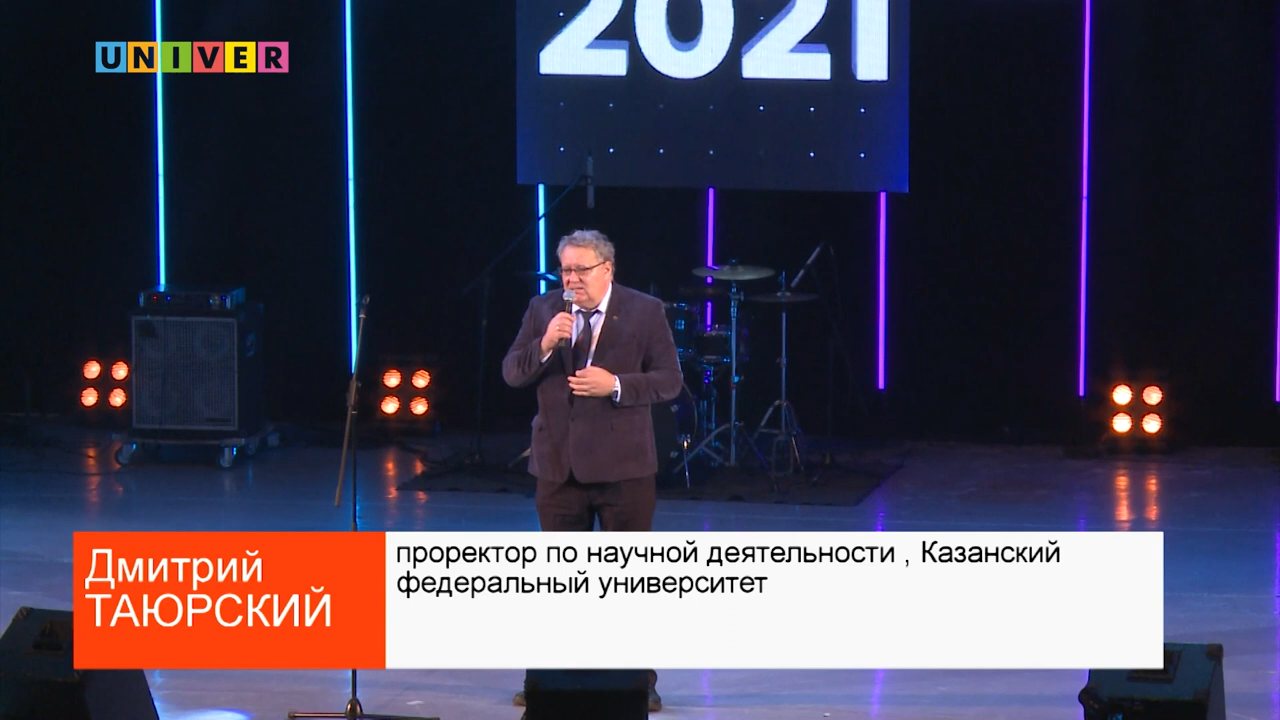 UNIVER
2021
Дмитрий
ТАЮРСКИЙ
проректор по научной деятельности , Казанский
федеральный университет